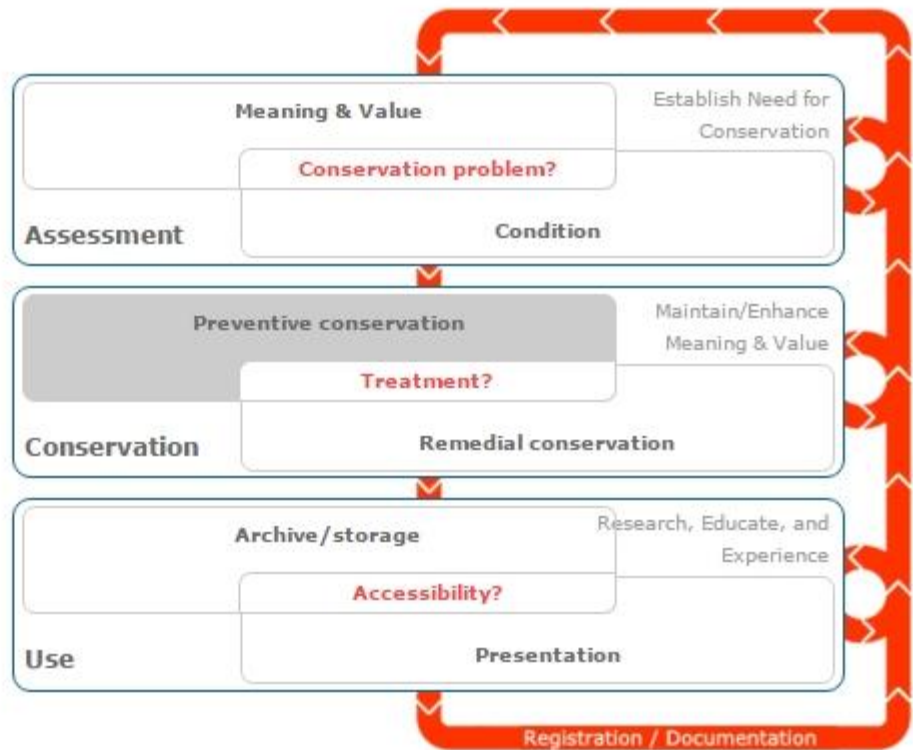 Meaning & Value
Establish Need for
Conservation
Conservation problem?
Assessment
Condition
Preventive conservation
Maintain/Enhance
Meaning & Value
Treatment?
Conservation
Remedial conservation
Archive/storage
Research, Educate, and
Experience
Accessibility?
Use
Presentation
Registration / Documentation